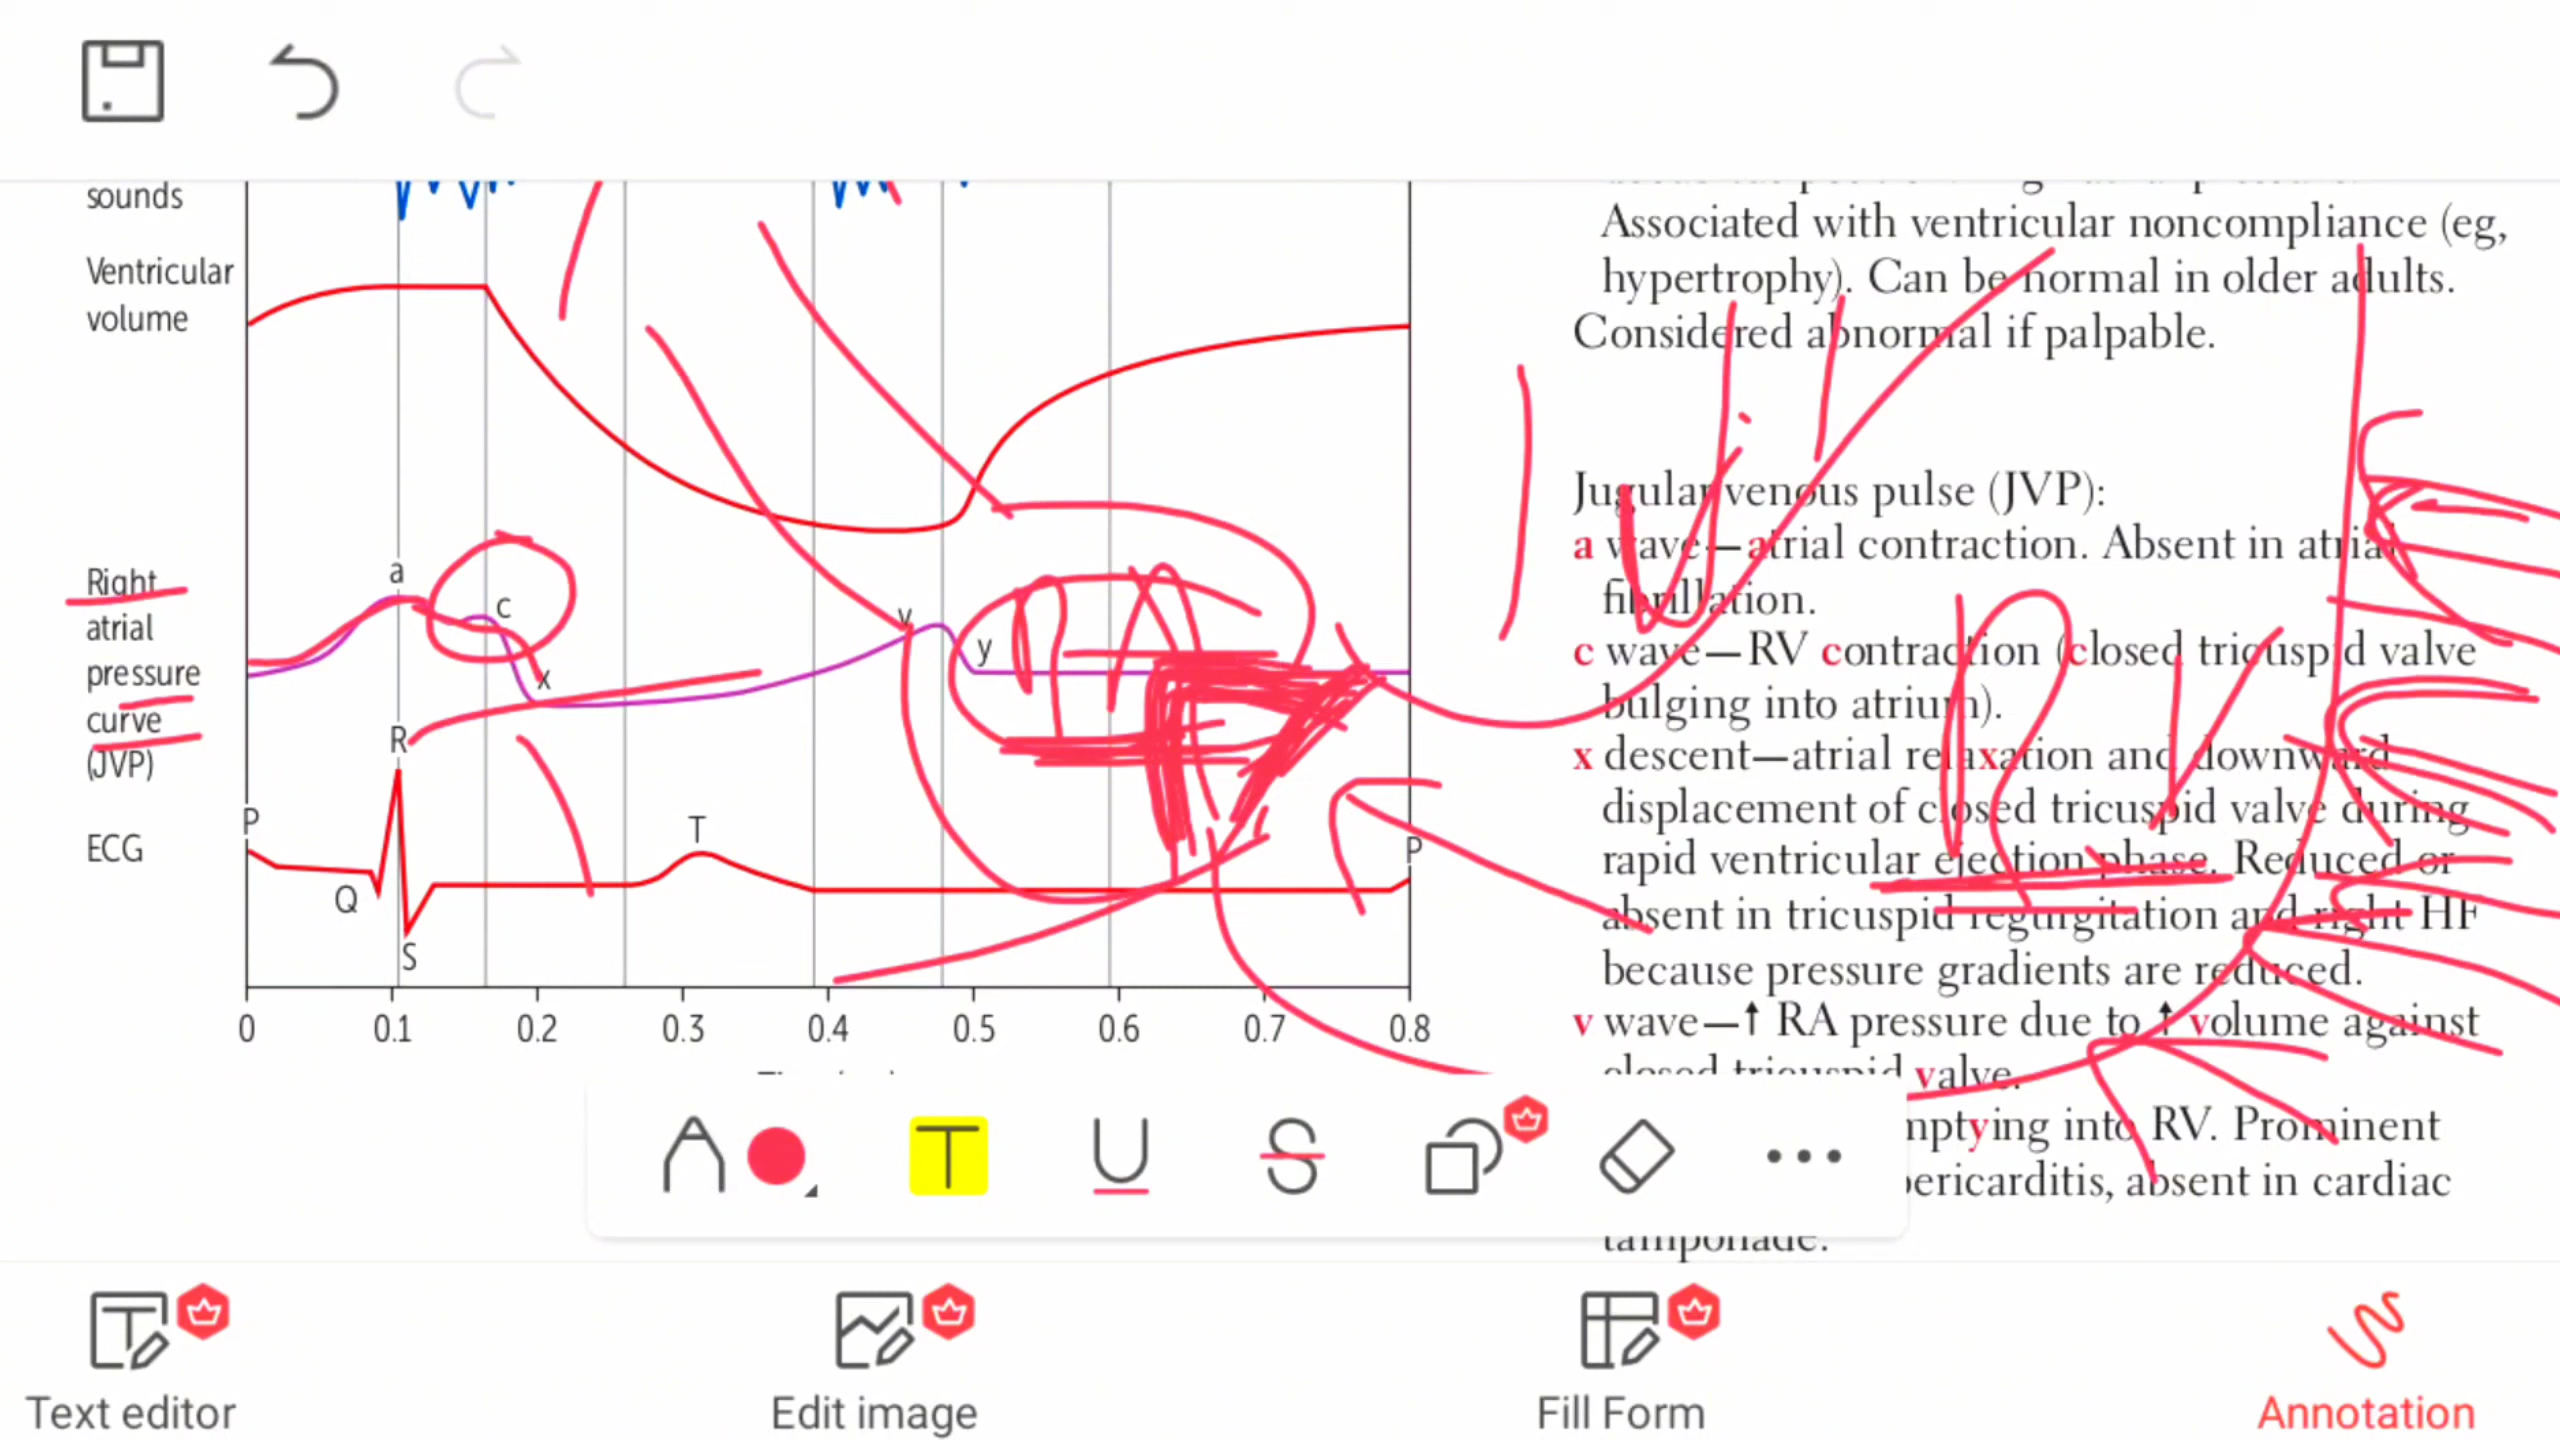 sounds
Ventricular
volume
Right
atrial
pressure
curve
(JVP)
ECG
a
c
x
v
y
R
P
Q
S
T
P
0 0.1 0.2 0.3 0.4 0.5 0.6 0.7 0.8
Associated with ventricular noncompliance (eg,
hypertrophy). Can be normal in older adults.
Considered abnormal if palpable.
Jugular venous pulse (JVP):
a wave—atrial contraction. Absent in atrial
fibrillation.
c wave—RV contraction (closed tricuspid valve
bulging into atrium).
x descent—atrial relaxation and downward
displacement of closed tricuspid valve during
rapid ventricular ejection phase. Reduced or
absent in tricuspid regurgitation and right HF
because pressure gradients are reduced.
v wave—↑ RA pressure due to ↑ volume against
closed tricuspid valve.
mptying into RV. Prominent
pericarditis, absent in cardiac
tamponade.
RA
RV
T
U
S
Text editor
Edit image
Fill Form
Annotation